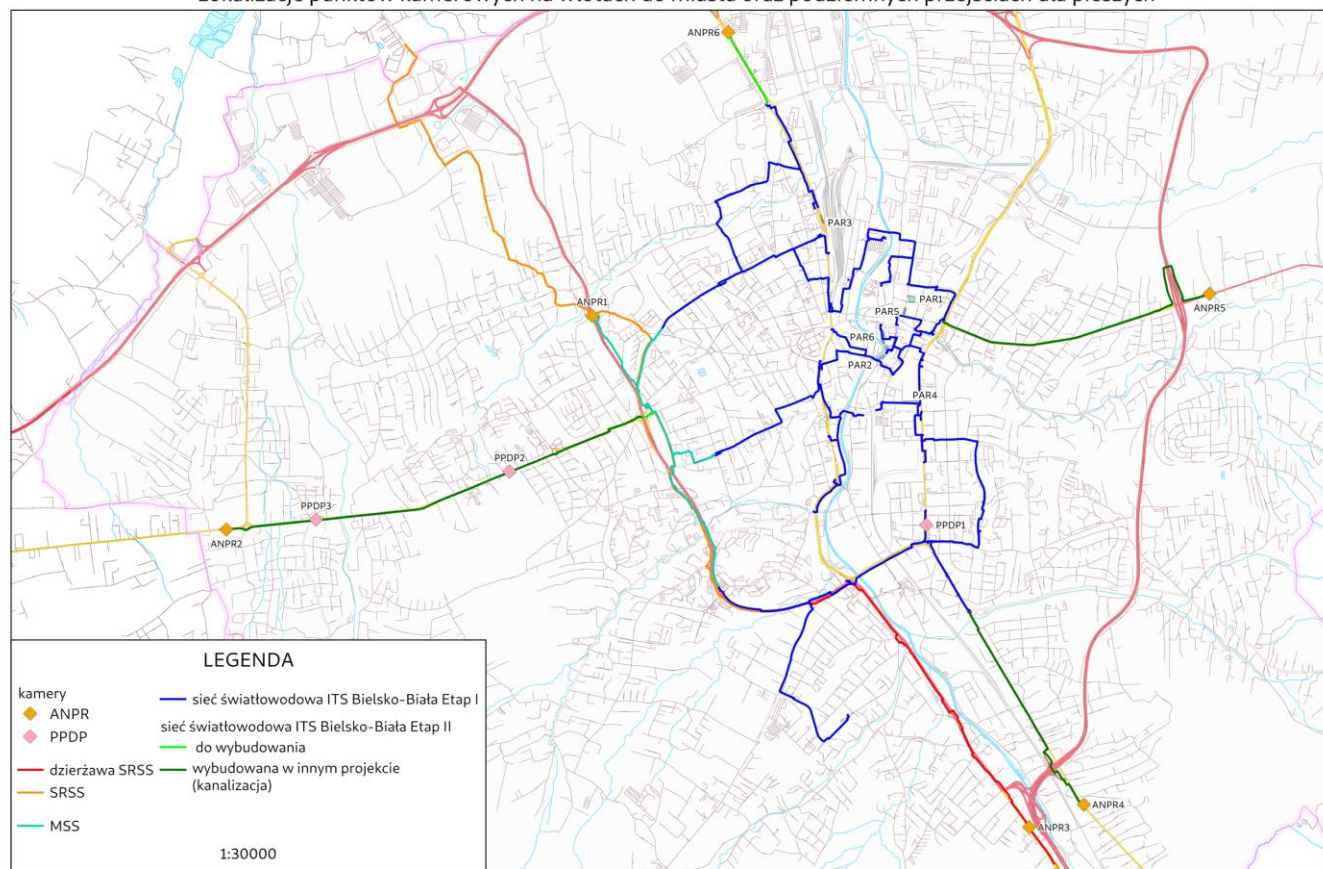 Lokalizacje punktów kamerowych na wlotach do miasta oraz podziemnych przejściach dla pieszych
ANPR6
PAR3
ANPR1
PAR1
ANPR5
PAR5
PAR6
PAR2
PAR4
PPDP2
PPDP3
ANPR2
PPDP1
ANPR4
ANPR3
LEGENDA
kamery
ANPR
PPDP
dzierżawa SRSS
SRSS
MSS
sieć światłowodowa ITS Bielsko-Biała Etap I
sieć światłowodowa ITS Bielsko-Biała Etap II
do wybudowania
wybudowana w innym projekcie
(kanalizacja)
1:30000